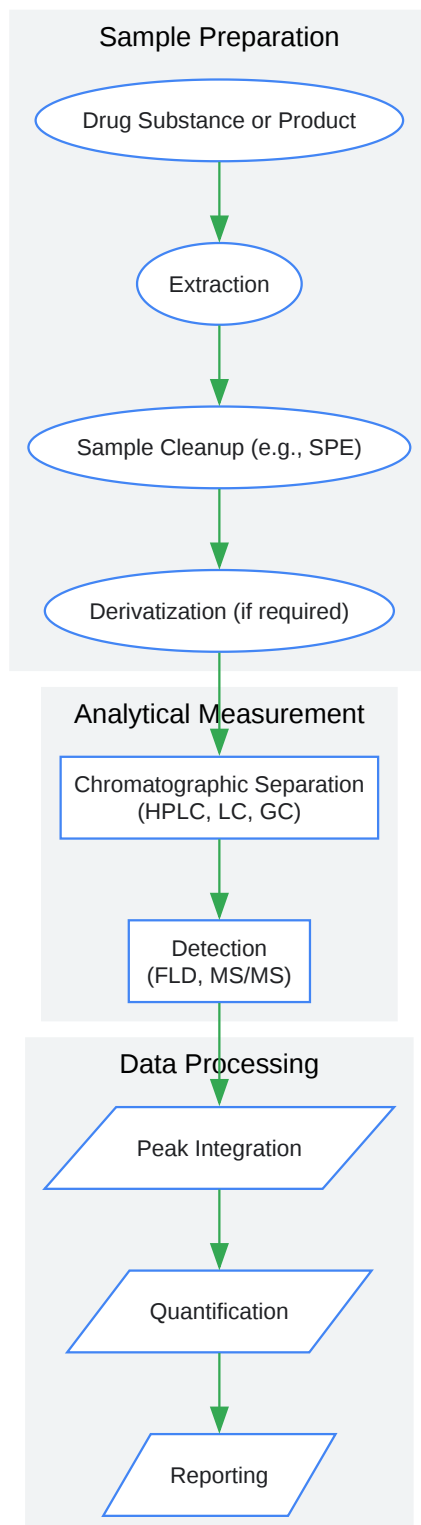 Sample Preparation
Drug Substance or Product
Extraction
Sample Cleanup (e.g., SPE)
Derivatization (if required)
Analytical Measurement
Chromatographic Separation
(HPLC, LC, GC)
Detection
(FLD, MS/MS)
Data Processing
Peak Integration
Quantification
Reporting